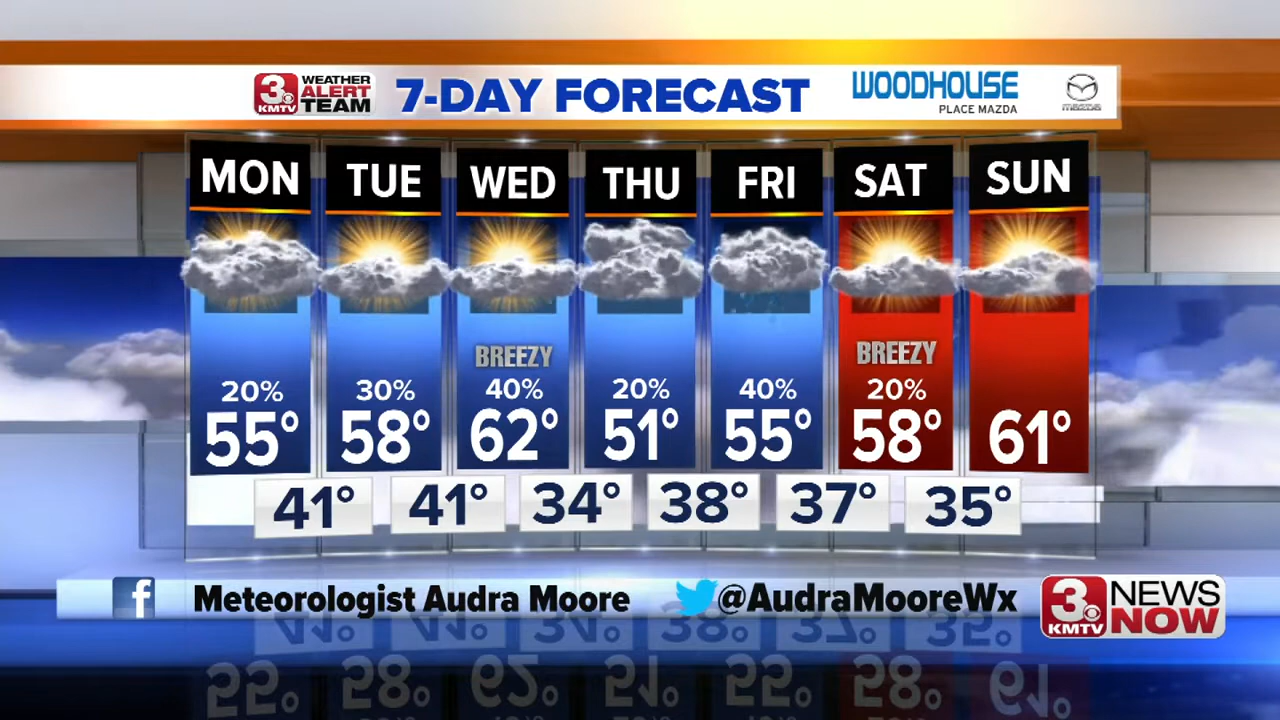 3 KMTV WEATHER ALERT TEAM
7-DAY FORECAST
WOODHOUSE
PLACE MAZDA
mazda
MON TUE WED THU FRI SAT SUN
BREEZY BREEZY
20% 30% 40% 20% 40% 20%
55° 58° 62° 51° 55° 58° 61°
41° 41° 34° 38° 37° 35°
f Meteorologist Audra Moore @AudraMooreWx
3 KMTV NEWS NOW